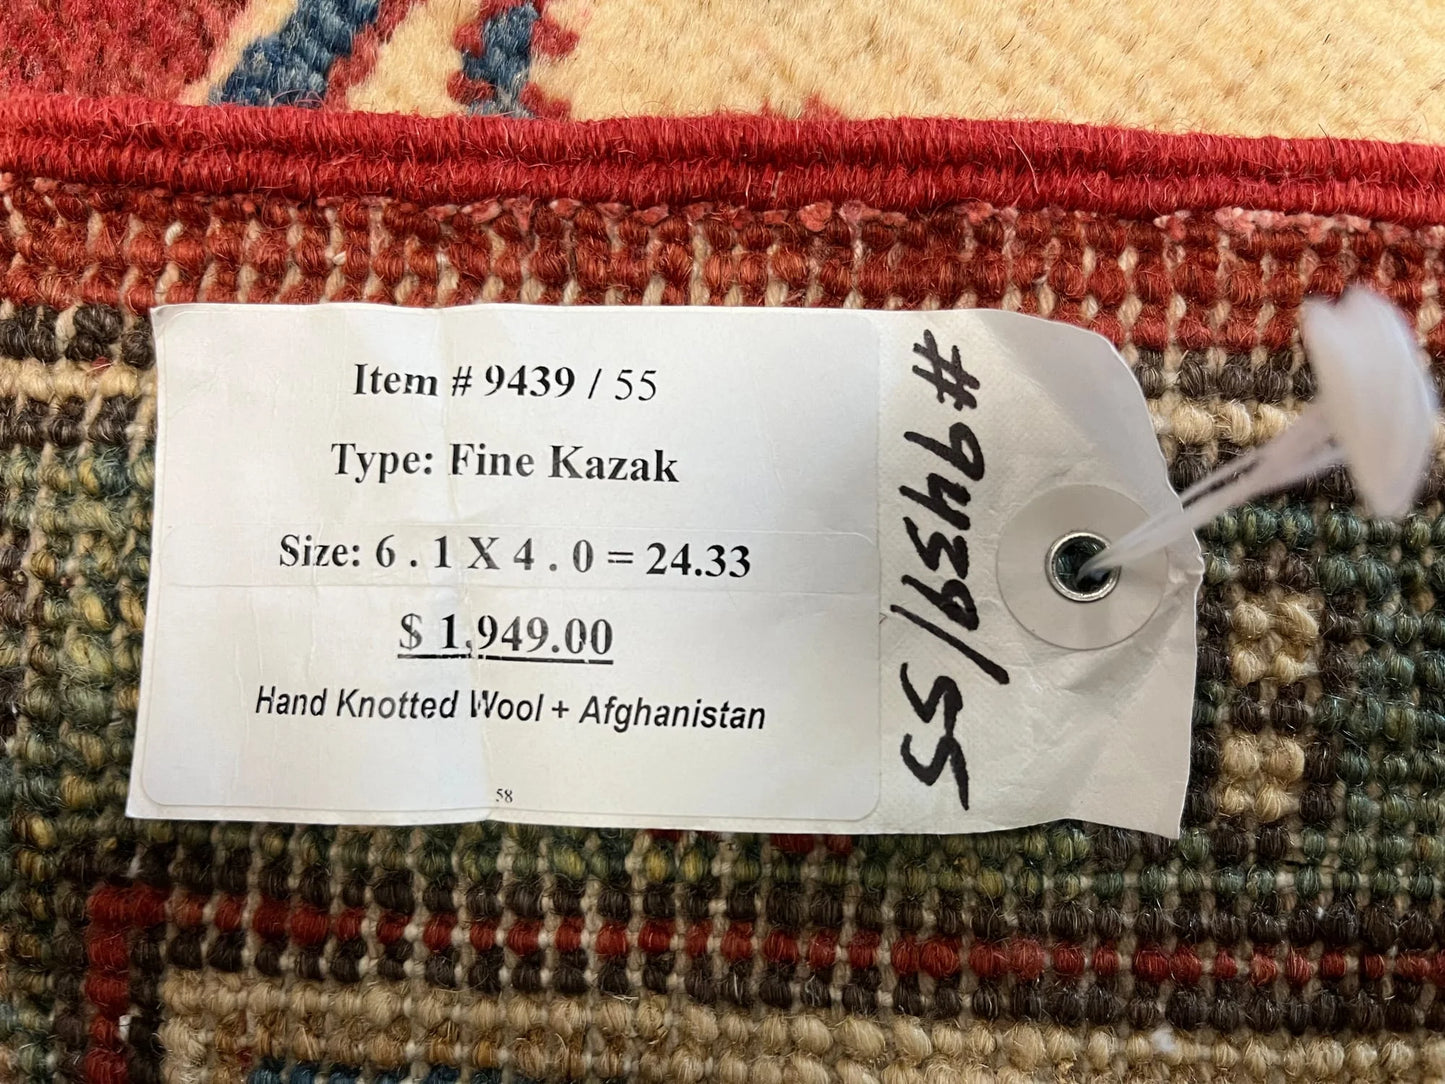 Item # 9439 / 55
Type: Fine Kazak
Size: 6 . 1 X 4 . 0 = 24.33
$ 1,949.00
Hand Knotted Wool + Afghanistan
58
# 9439/55